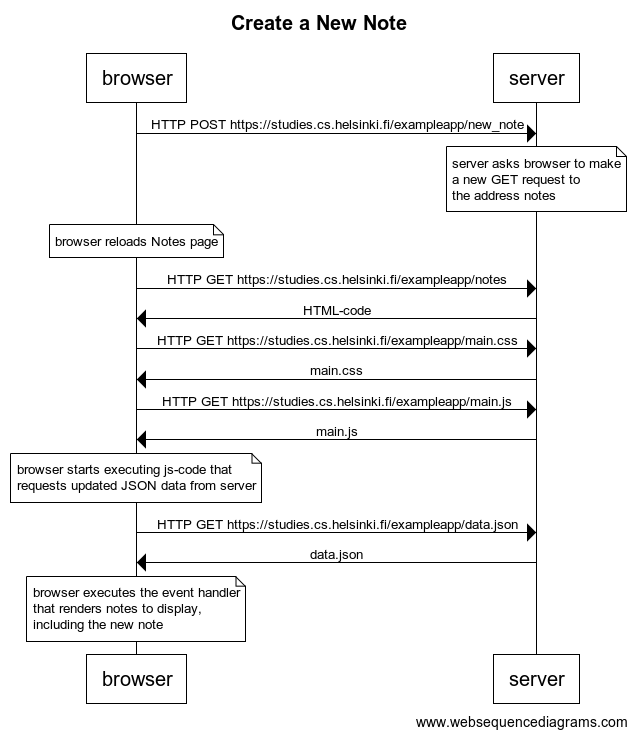 Create a New Note
browser
server
HTTP POST https://studies.cs.helsinki.fi/exampleapp/new_note
server asks browser to make
a new GET request to
the address notes
browser reloads Notes page
HTTP GET https://studies.cs.helsinki.fi/exampleapp/notes
HTML-code
HTTP GET https://studies.cs.helsinki.fi/exampleapp/main.css
main.css
HTTP GET https://studies.cs.helsinki.fi/exampleapp/main.js
main.js
browser starts executing js-code that
requests updated JSON data from server
HTTP GET https://studies.cs.helsinki.fi/exampleapp/data.json
data.json
browser executes the event handler
that renders notes to display,
including the new note
browser
server
www.websequencediagrams.com